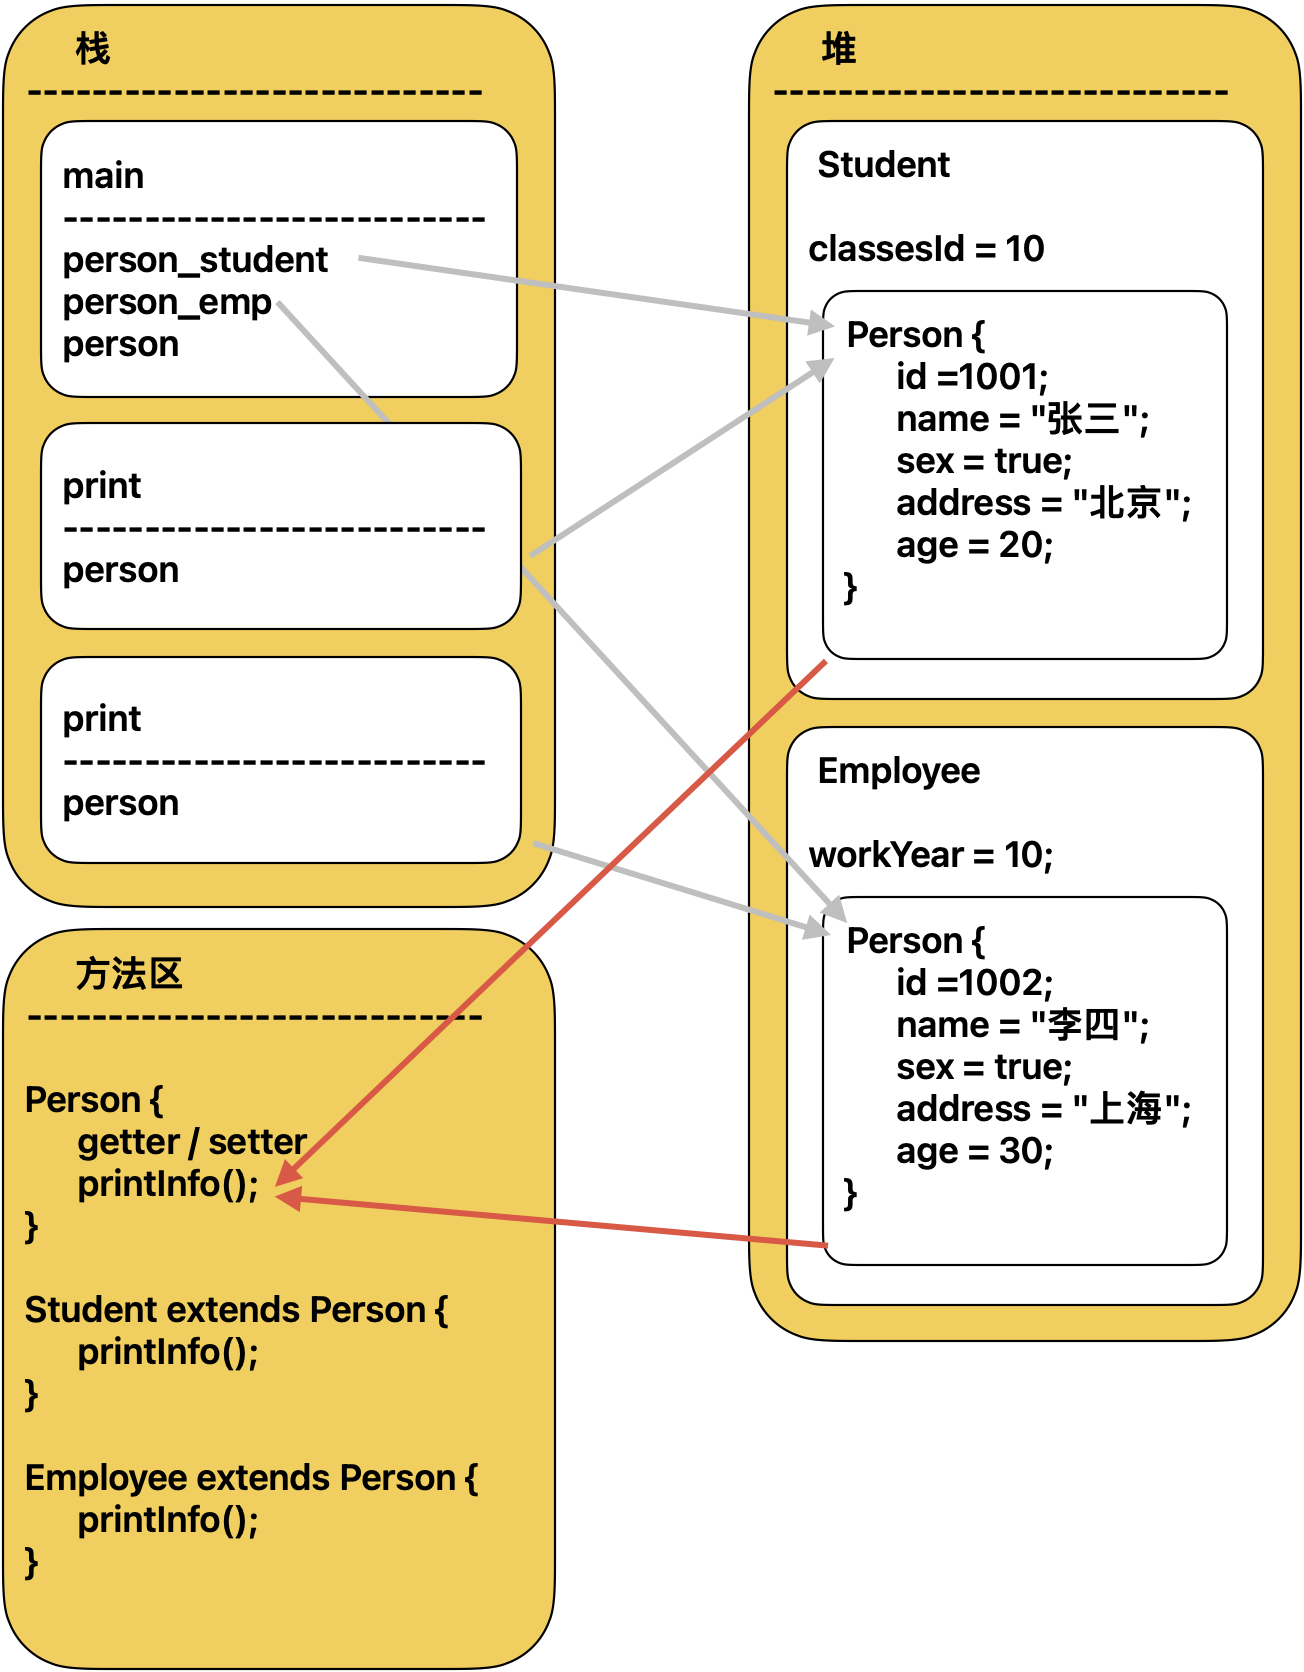 栈
--------------------------
main
--------------------------
person_student
person_emp
person
print
--------------------------
person
print
--------------------------
person
方法区
--------------------------
Person {
getter / setter
printInfo();
}
Student extends Person {
printInfo();
}
Employee extends Person {
printInfo();
}
堆
--------------------------
Student
classesId = 10
Person {
id =1001;
name = "张三";
sex = true;
address = "北京";
age = 20;
}
Employee
workYear = 10;
Person {
id =1002;
name = "李四";
sex = true;
address = "上海";
age = 30;
}